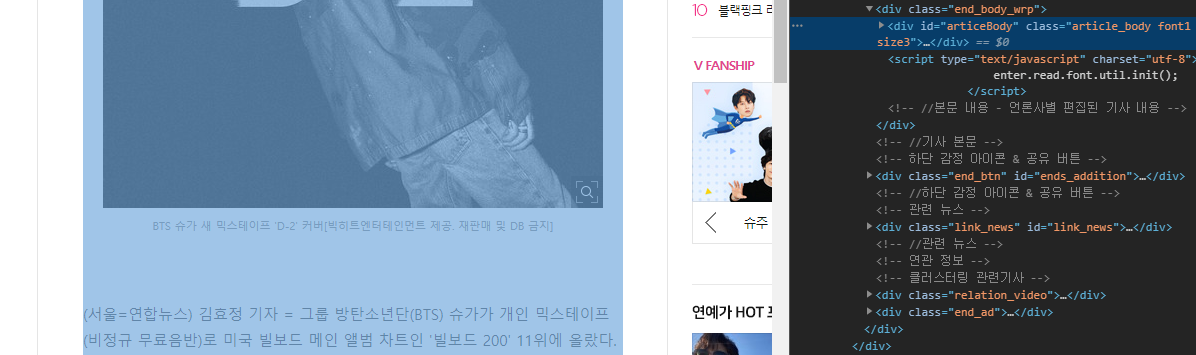 BTS 슈가 새 믹스테이프 'D-2' 커버[빅히트엔터테인먼트 제공. 재판매 및 DB 금지]
(서울=연합뉴스) 김효정 기자 = 그룹 방탄소년단(BTS) 슈가가 개인 믹스테이프
(비정규 무료음반)로 미국 빌보드 메인 앨범 차트인 '빌보드 200' 11위에 올랐다.
10 블랙핑크
V FANSHIP
슈주
연예가 HOT
▼<div class="end_body_wrp">
… ▶<div id="articeBody" class="article_body font1
size3">…</div> == $0
<script type="text/javascript" charset="utf-8">
enter.read.font.util.init();
</script>
<!-- //본문 내용 - 언론사별 편집된 기사 내용 -->
</div>
<!-- //기사 본문 -->
<!-- 하단 감정 아이콘 & 공유 버튼 -->
▶<div class="end_btn" id="ends_addition">…</div>
<!-- //하단 감정 아이콘 & 공유 버튼 -->
<!-- 관련 뉴스 -->
▶<div class="link_news" id="link_news">…</div>
<!-- //관련 뉴스 -->
<!-- 연관 정보 -->
<!-- 클러스터링 관련기사 -->
▶<div class="relation_video">…</div>
▶<div class="end_ad">…</div>
</div>
</div>